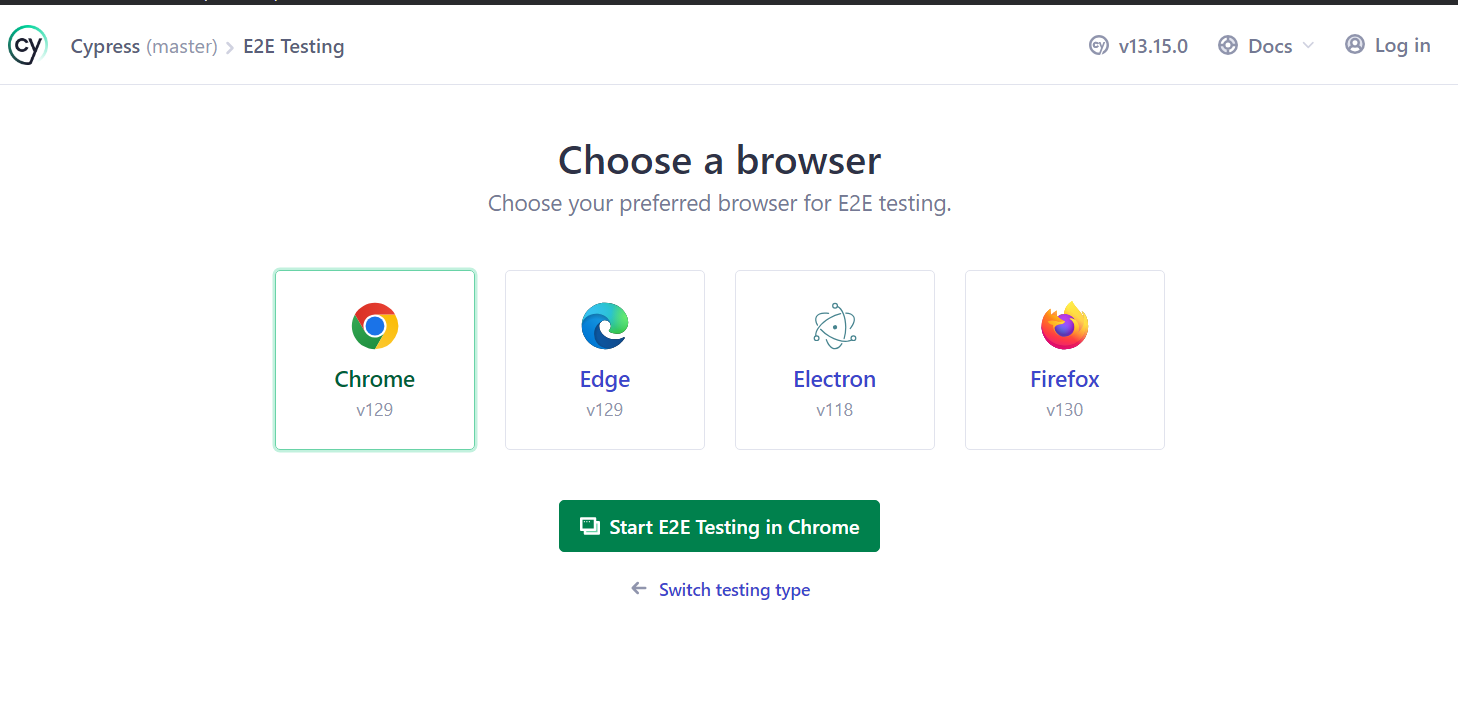 cy Cypress (master) E2E Testing cy v13.15.0 Docs Log in
Choose a browser
Choose your preferred browser for E2E testing.
Chrome Edge Electron Firefox
v129 v129 v118 v130
Start E2E Testing in Chrome
Switch testing type